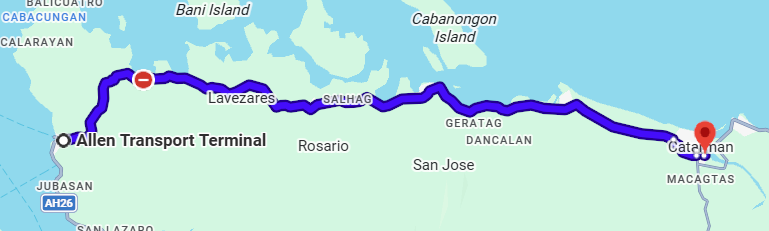 BALICUATRO
CABACUNGAN
CALARAYAN
Bani Island
Cabanongon
Island
Lavezares
SALHAG
GERATAG
DANCALAN
Allen Transport Terminal
Rosario
San Jose
Catarman
MACAGTAS
JUBASAN
AH26
SAN LAZARO